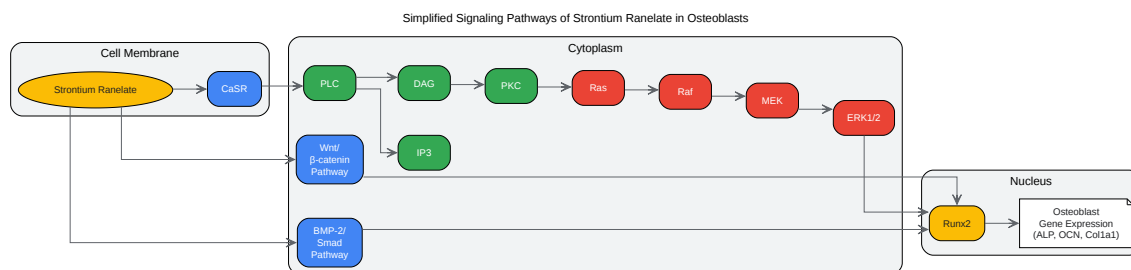 Simplified Signaling Pathways of Strontium Ranelate in Osteoblasts
Cell Membrane
Strontium Ranelate
CaSR
Cytoplasm
PLC
DAG
PKC
Ras
Raf
MEK
ERK1/2
Wnt/
β-catenin
Pathway
IP3
BMP-2/
Smad
Pathway
Nucleus
Runx2
Osteoblast
Gene Expression
(ALP, OCN, Col1a1)